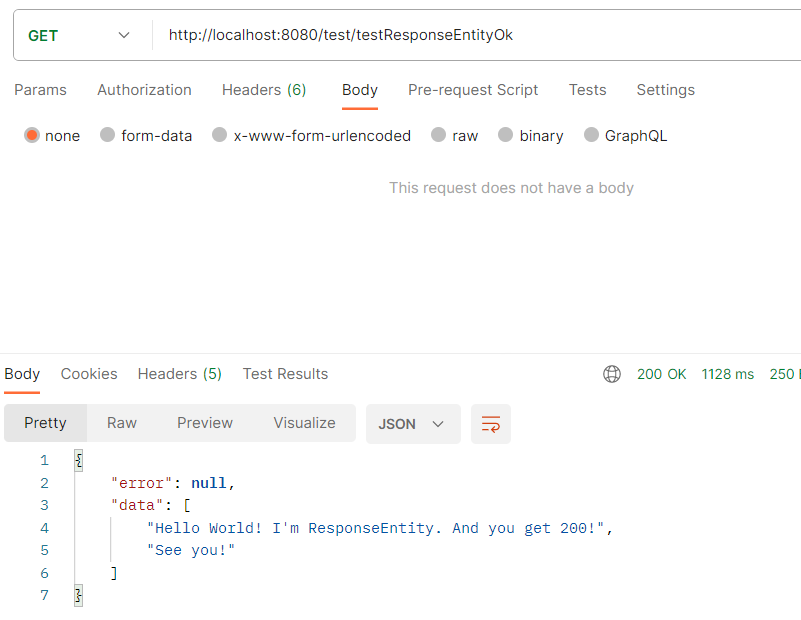 GET http://localhost:8080/test/testResponseEntityOk
Params Authorization Headers (6) Body Pre-request Script Tests Settings
none form-data x-www-form-urlencoded raw binary GraphQL
This request does not have a body
Body Cookies Headers (5) Test Results 200 OK 1128 ms 250
Pretty Raw Preview Visualize JSON
1 {
2 "error": null,
3 "data": [
4 "Hello World! I'm ResponseEntity. And you get 200!",
5 "See you!"
6 ]
7 }